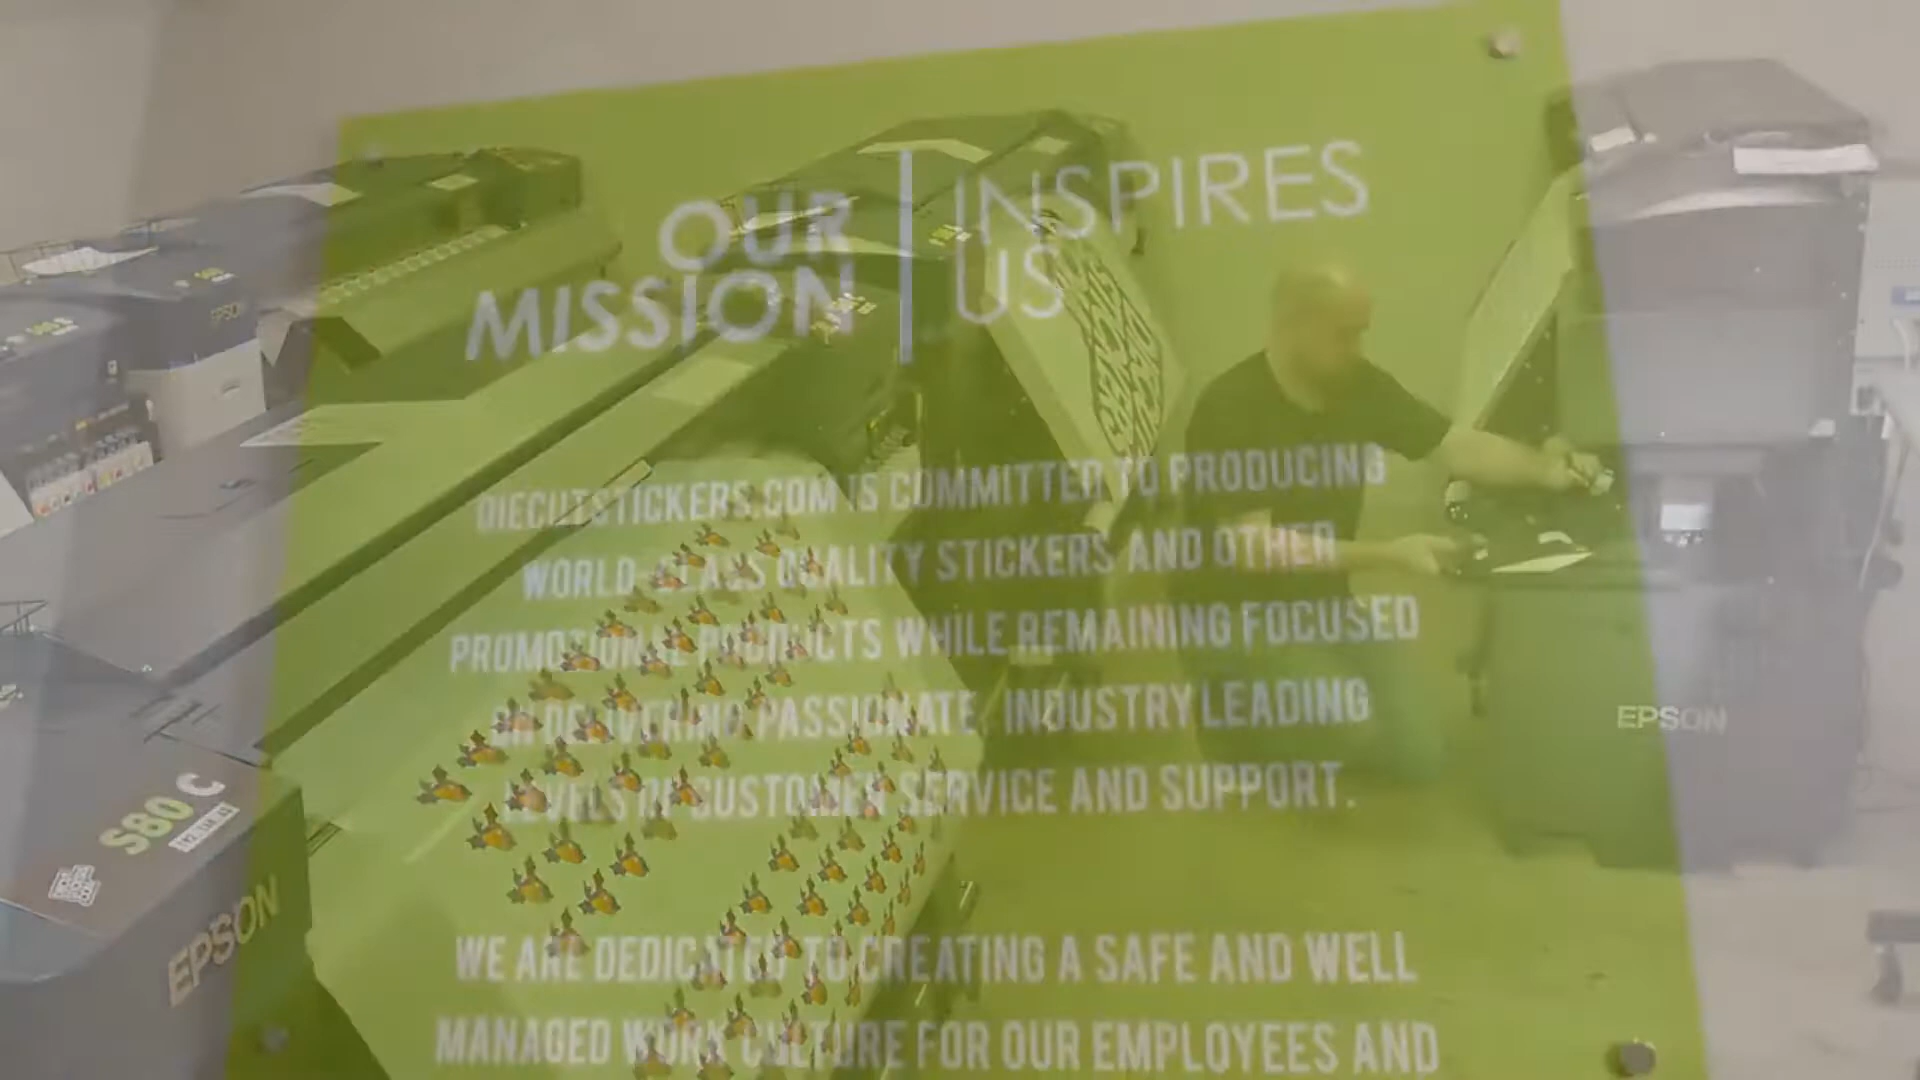 OUR MISSION
INSPIRES US
DIECUTSTICKERS.COM IS COMMITTED TO PRODUCING
WORLD-CLASS QUALITY STICKERS AND OTHER
PROMOTIONAL PRODUCTS WHILE REMAINING FOCUSED
ON DELIVERING PASSIONATE, INDUSTRY LEADING
LEVELS OF CUSTOMER SERVICE AND SUPPORT.
WE ARE DEDICATED TO CREATING A SAFE AND WELL
MANAGED WORK CULTURE FOR OUR EMPLOYEES AND
EPSON
S80 C
EPSON
EPSON